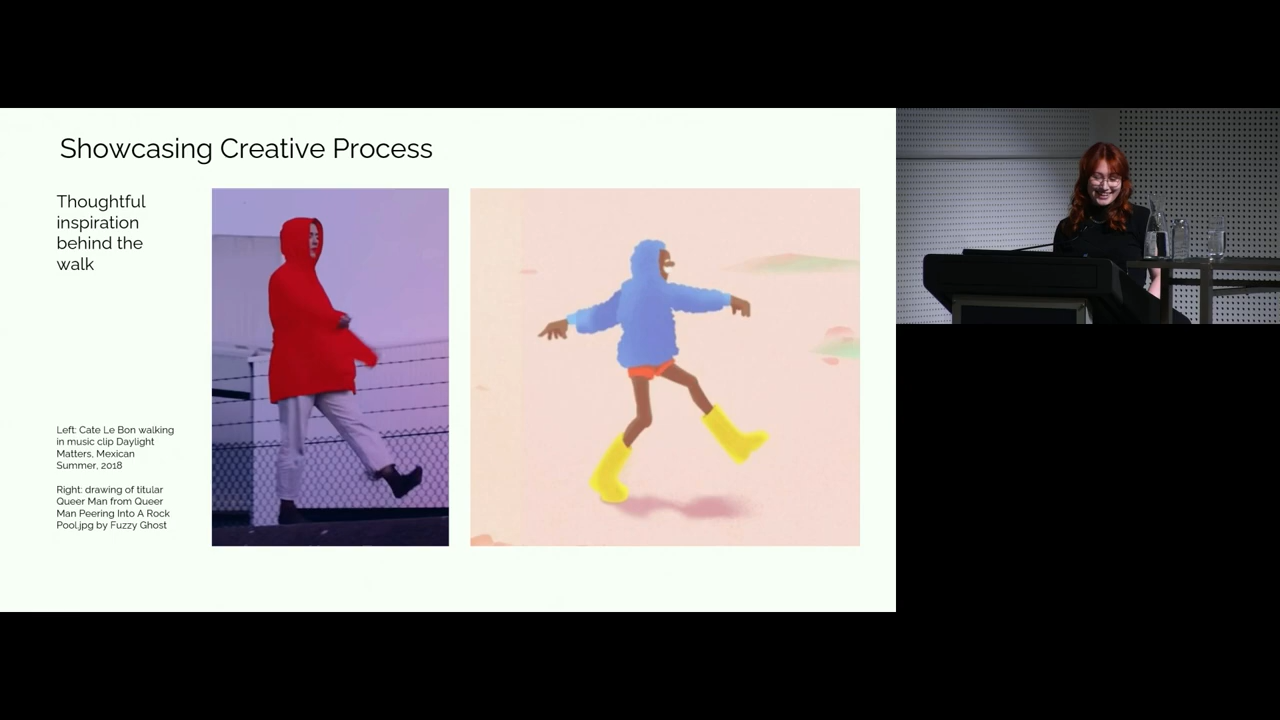 Showcasing Creative Process
Thoughtful
inspiration
behind the
walk
Left: Cate Le Bon walking
in music clip Daylight
Matters, Mexican
Summer, 2018
Right: drawing of titular
Queer Man from Queer
Man Peering Into A Rock
Pool.jpg by Fuzzy Ghost